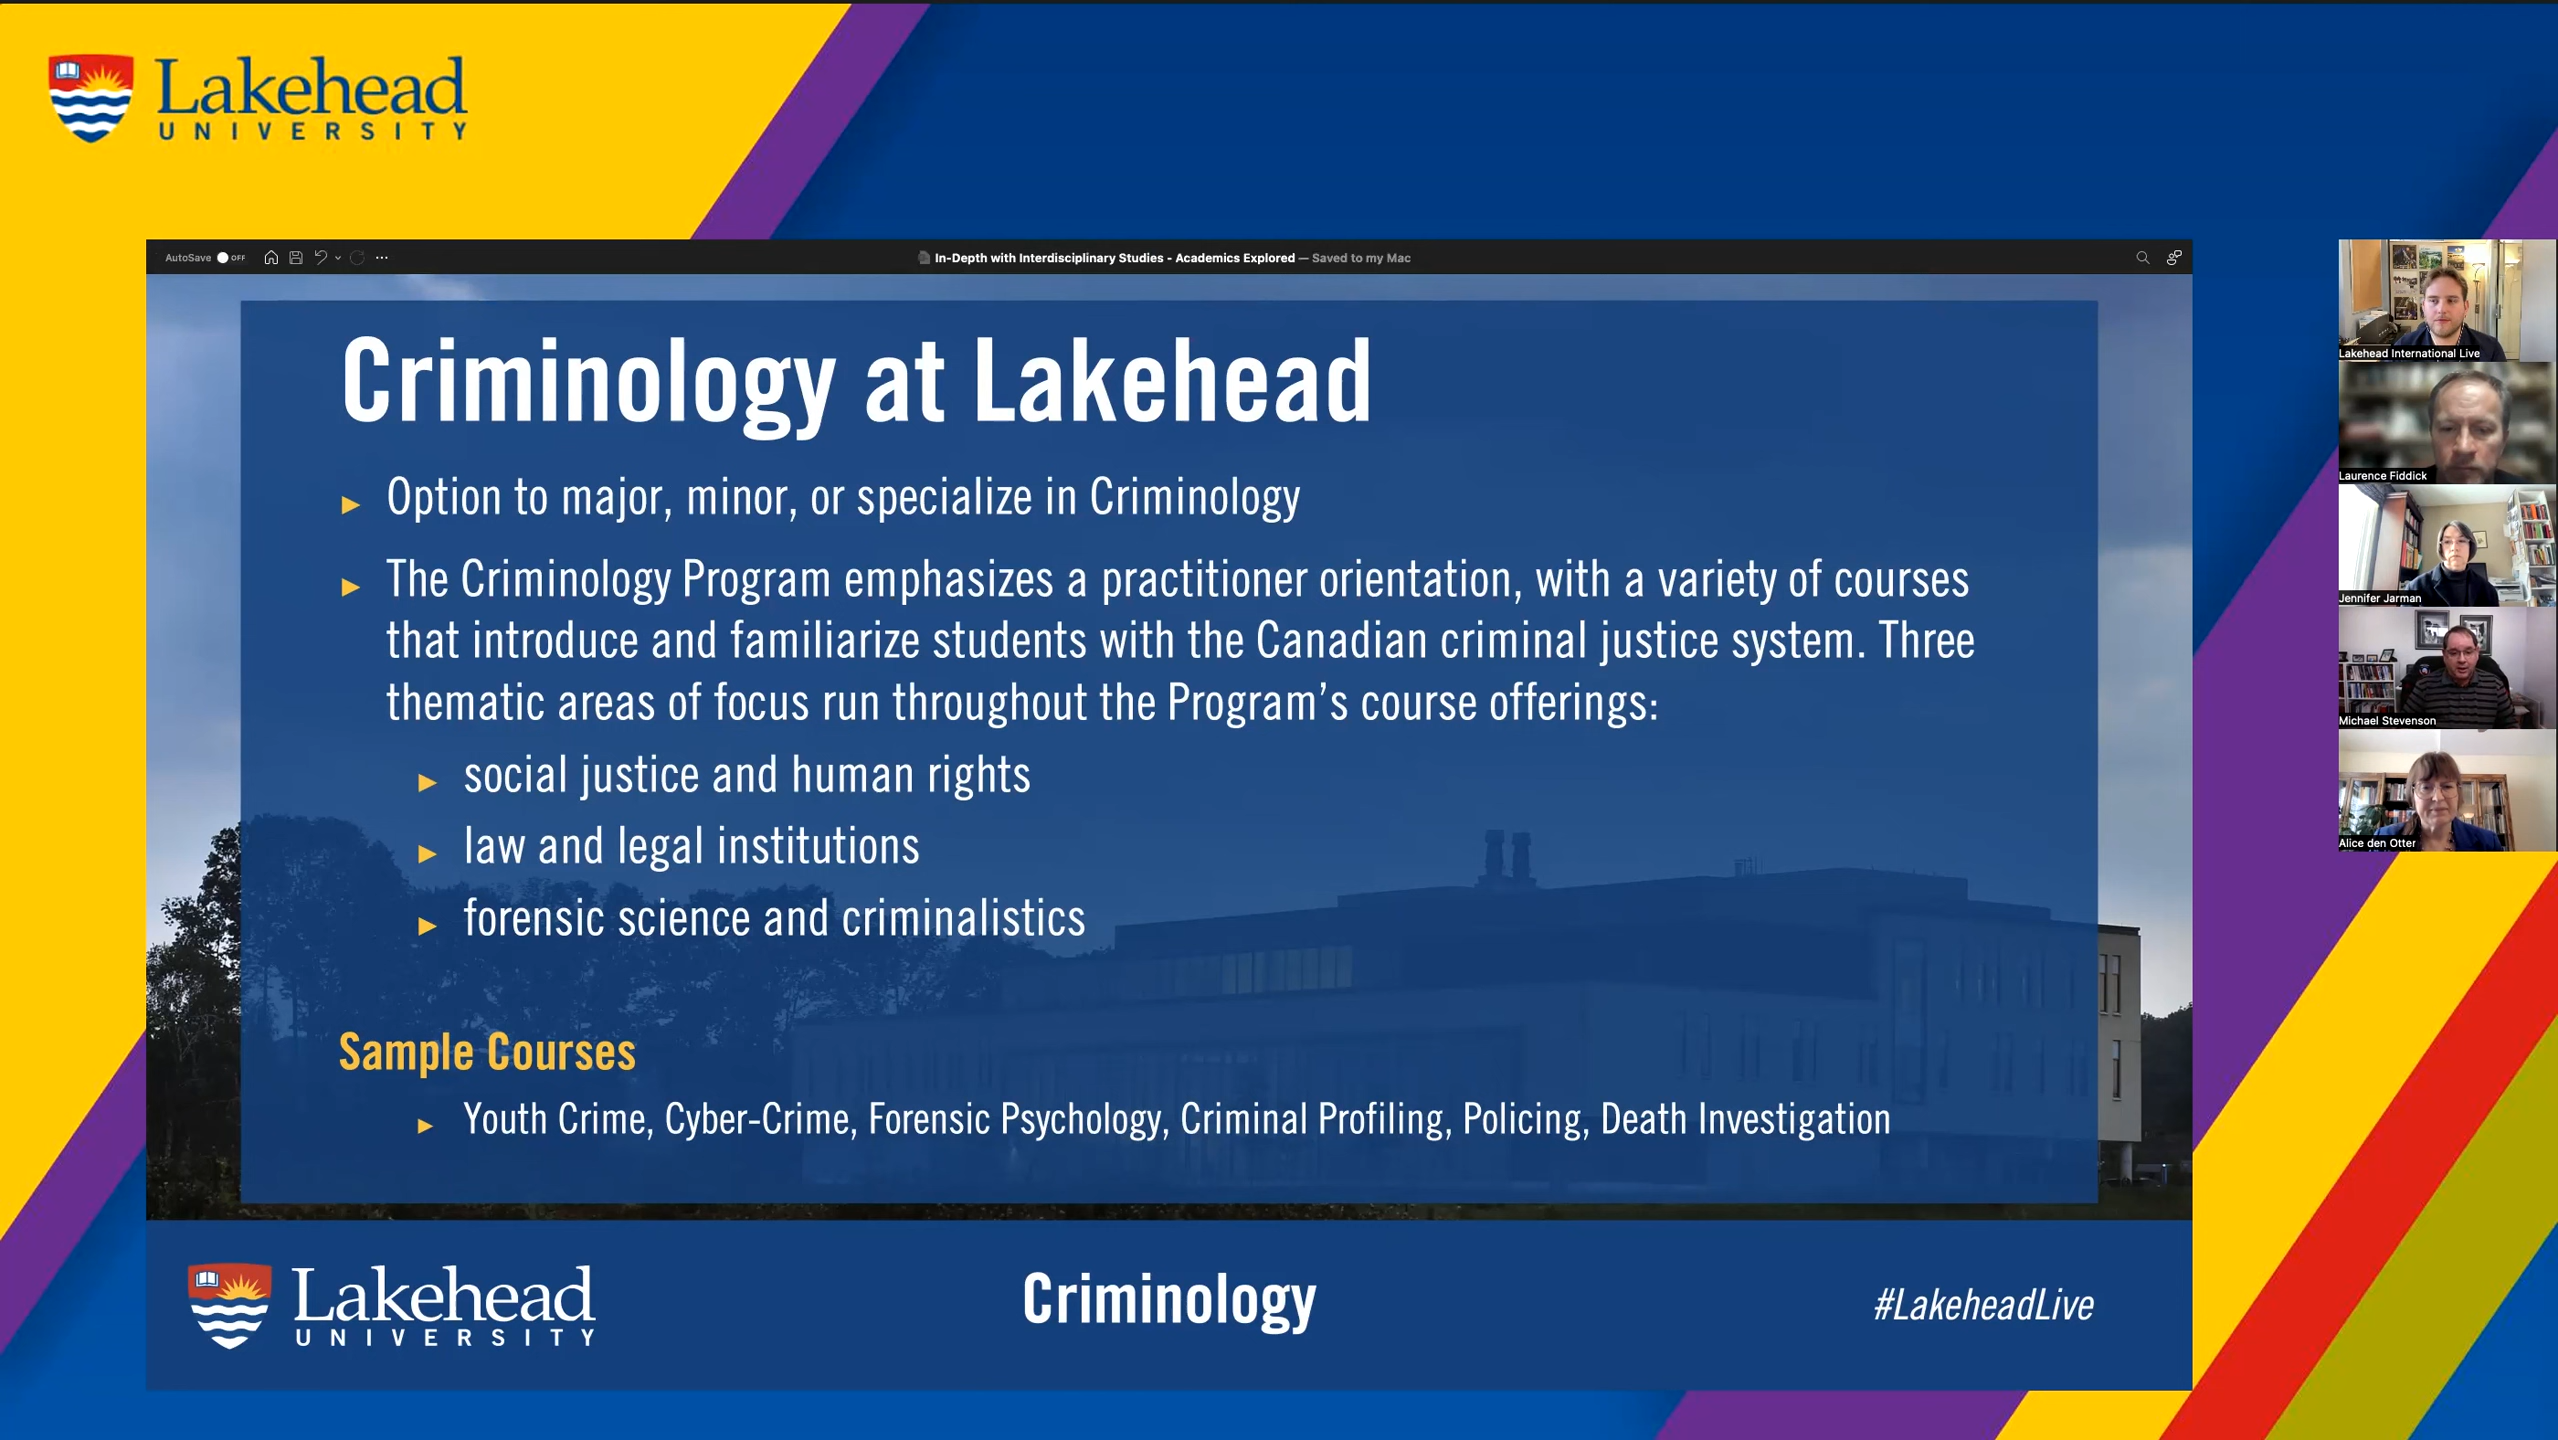 Lakehead
UNIVERSITY
AutoSave OFF
In-Depth with Interdisciplinary Studies - Academics Explored — Saved to my Mac
Criminology at Lakehead
Option to major, minor, or specialize in Criminology
The Criminology Program emphasizes a practitioner orientation, with a variety of courses
that introduce and familiarize students with the Canadian criminal justice system. Three
thematic areas of focus run throughout the Program’s course offerings:
social justice and human rights
law and legal institutions
forensic science and criminalistics
Sample Courses
Youth Crime, Cyber-Crime, Forensic Psychology, Criminal Profiling, Policing, Death Investigation
Lakehead
UNIVERSITY
Criminology
#LakeheadLive
Lakehead International Live
Laurence Fiddick
Jennifer Jarman
Michael Stevenson
Alice den Otter